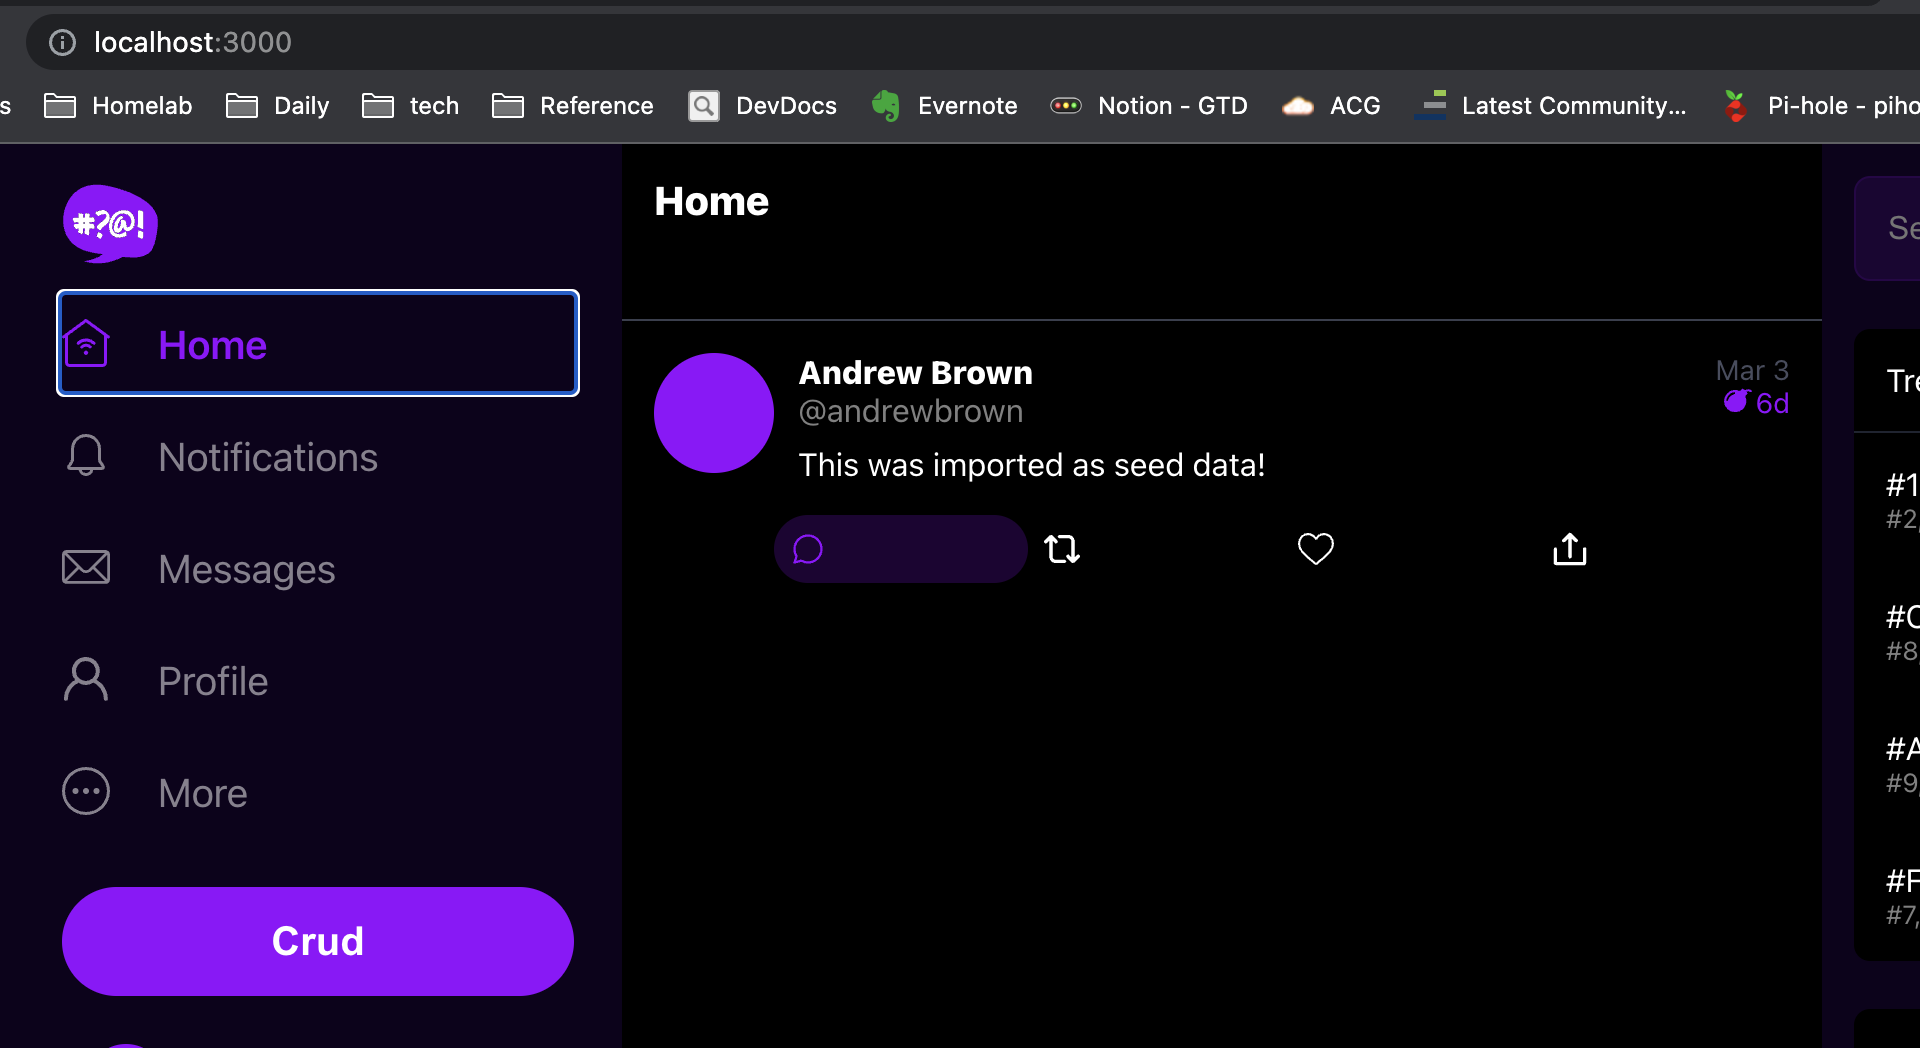 localhost:3000
s Homelab Daily tech Reference DevDocs Evernote Notion - GTD ACG Latest Community... Pi-hole - piho
#?@!
Home
Notifications
Messages
Profile
More
Crud
Home
Andrew Brown
@andrewbrown
Mar 3
6d
This was imported as seed data!
Se
Tre
#1
#2,
#8,
#A
#9,
#F
#7,